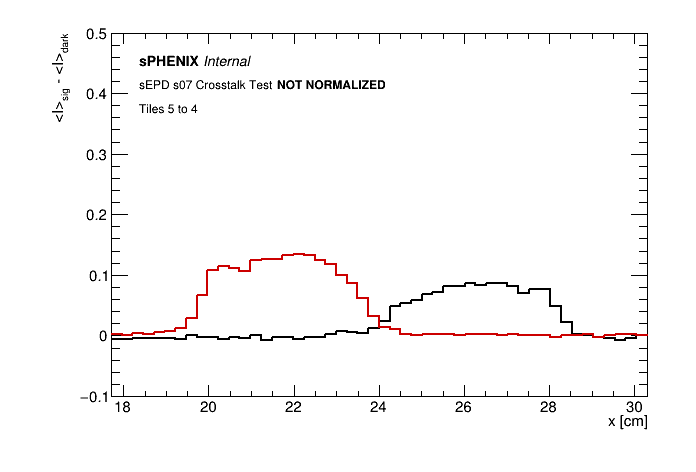 <I>sig - <I>dark
0.5
0.4
0.3
0.2
0.1
0
−0.1
sPHENIX Internal
sEPD s07 Crosstalk Test NOT NORMALIZED
Tiles 5 to 4
18 20 22 24 26 28 30
x [cm]